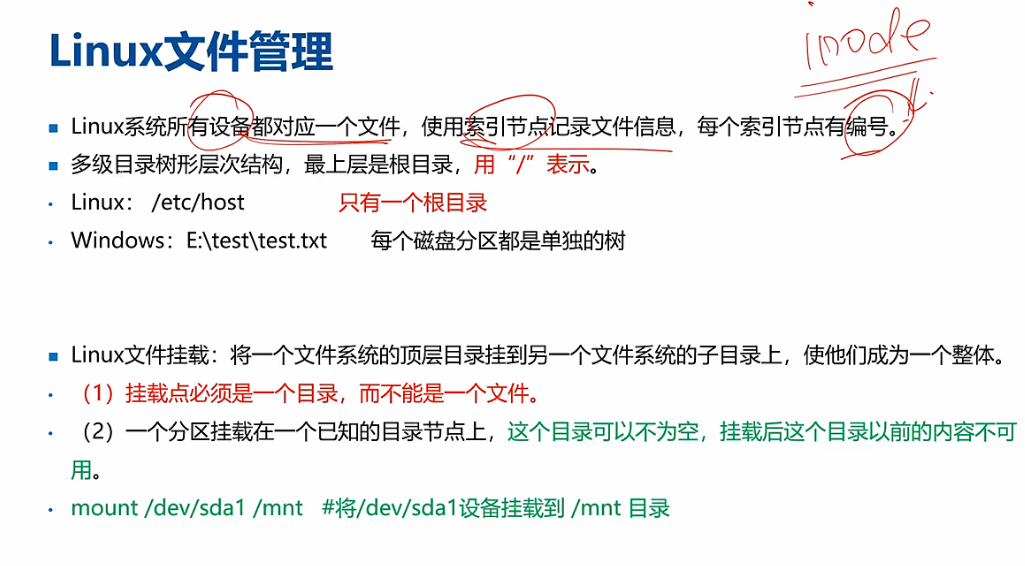 Linux文件管理
inode
■ Linux系统所有设备都对应一个文件，使用索引节点记录文件信息，每个索引节点有编号。
■ 多级目录树形层次结构，最上层是根目录，用“/”表示。
• Linux： /etc/host 只有一个根目录
• Windows：E:\test\test.txt 每个磁盘分区都是单独的树
■ Linux文件挂载：将一个文件系统的顶层目录挂到另一个文件系统的子目录上，使他们成为一个整体。
• （1）挂载点必须是一个目录，而不能是一个文件。
• （2）一个分区挂载在一个已知的目录节点上，这个目录可以不为空，挂载后这个目录以前的内容不可
用。
• mount /dev/sda1 /mnt #将/dev/sda1设备挂载到 /mnt 目录